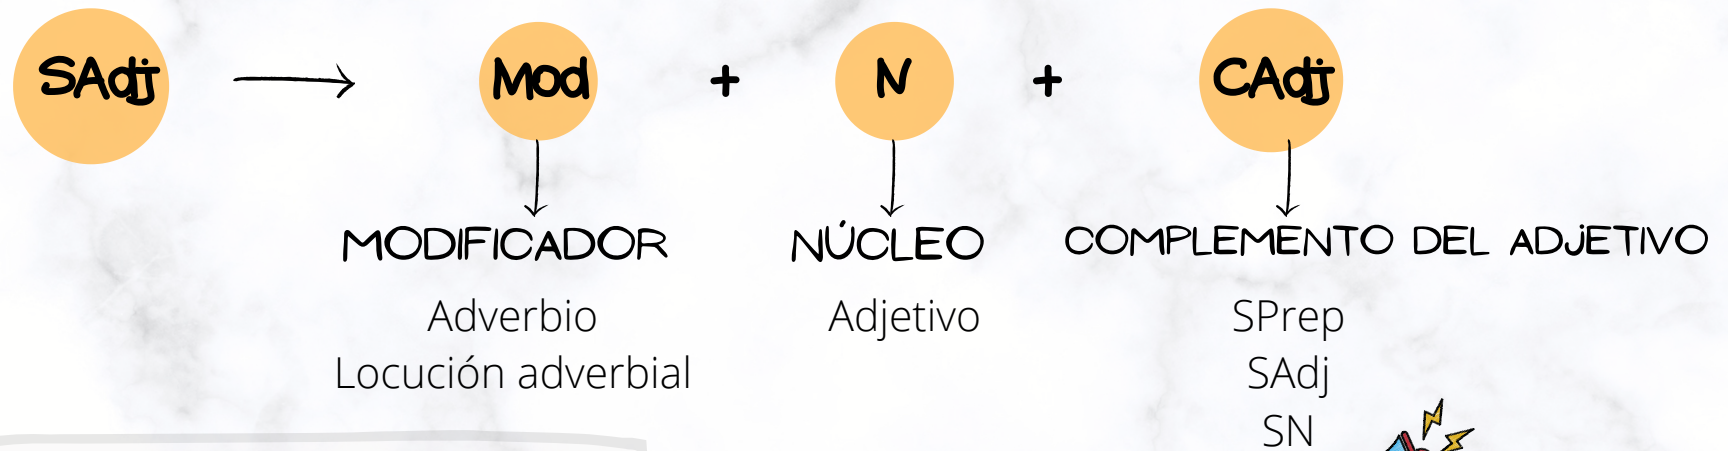 SAdj → Mod + N + CAdj
MODIFICADOR NÚCLEO COMPLEMENTO DEL ADJETIVO
Adverbio Adjetivo SPrep
Locución adverbial SAdj
SN